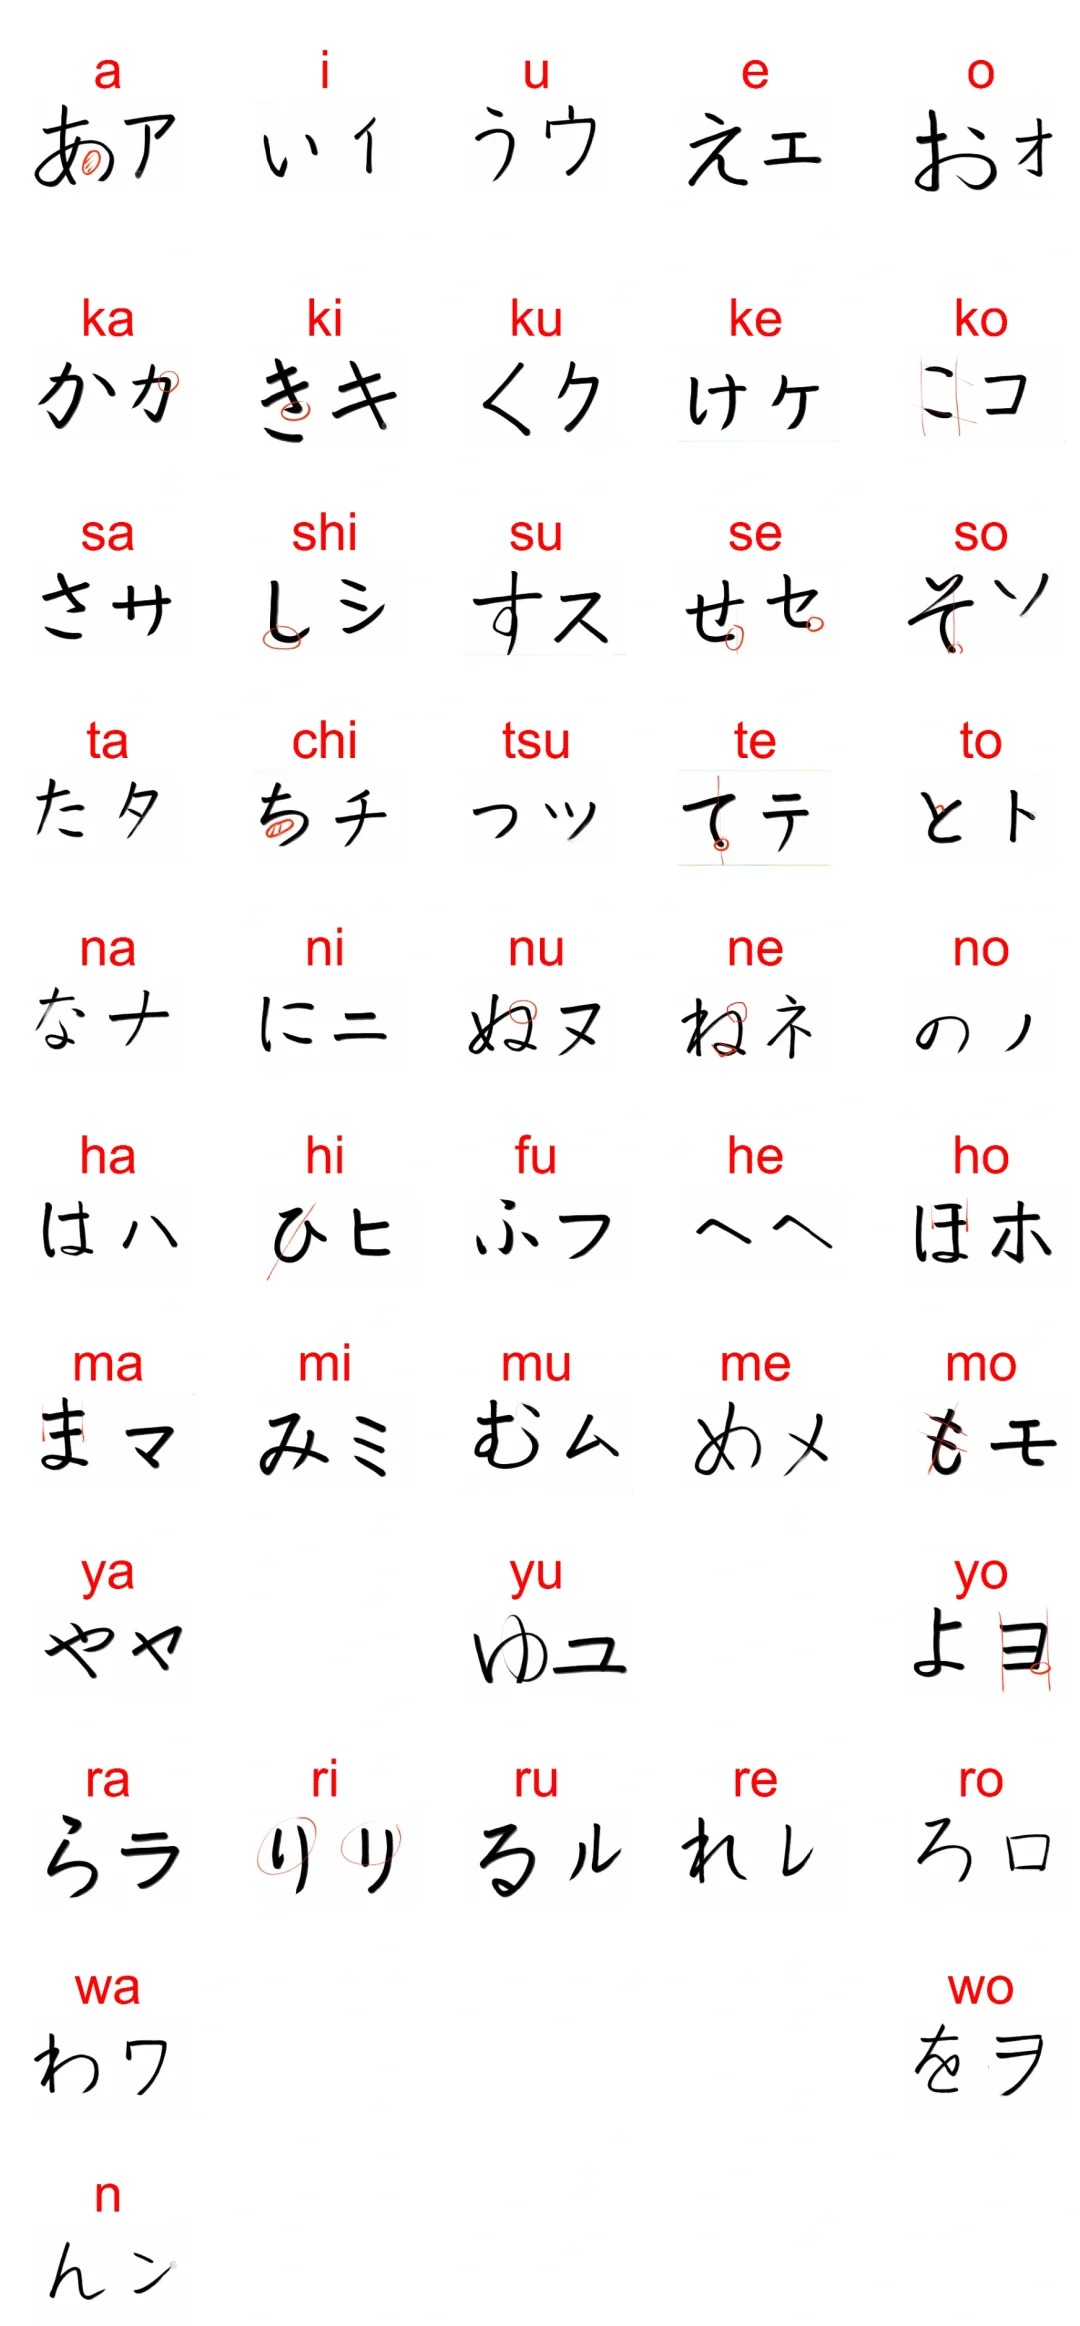 a i u e o
あア いイ うウ えエ おオ
ka ki ku ke ko
かカ きキ くク けケ こコ
sa shi su se so
さサ しシ すス せセ そソ
ta chi tsu te to
たタ ちチ つツ てテ とト
na ni nu ne no
なナ にニ ぬヌ ねネ のノ
ha hi fu he ho
はハ ひヒ ふフ へヘ ほホ
ma mi mu me mo
まマ みミ むム めメ もモ
ya yu yo
やヤ ゆユ よヨ
ra ri ru re ro
らラ りリ るル れレ ろロ
wa wo
わワ をヲ
n
んン